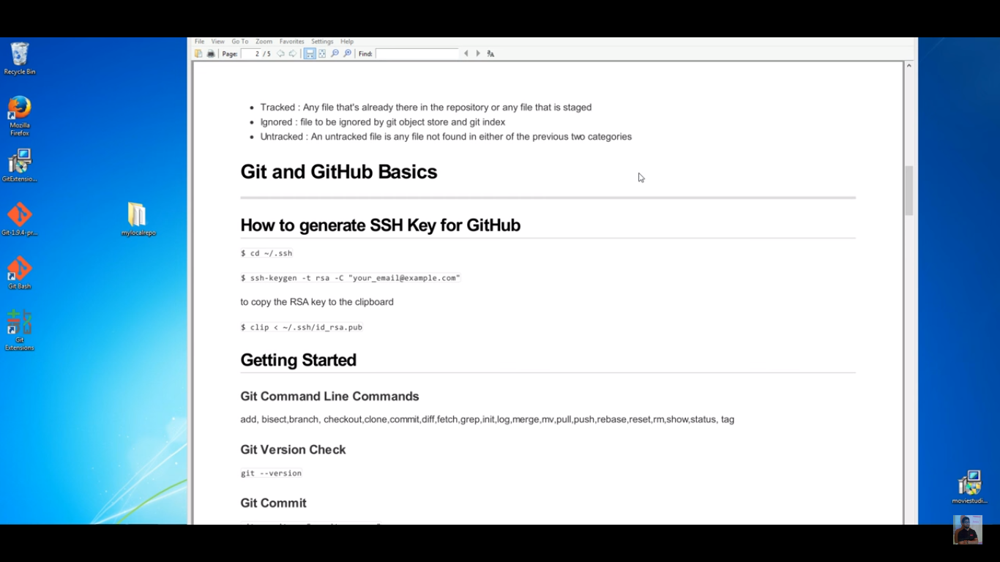 File View Go To Zoom Favorites Settings Help
Page: 2 / 5 Find:
Recycle Bin
Mozilla
Firefox
GitExtensio...
Git-1.9.4-pr...
mylocalrepo
Git Bash
Git
Extensions
• Tracked : Any file that's already there in the repository or any file that is staged
• Ignored : file to be ignored by git object store and git index
• Untracked : An untracked file is any file not found in either of the previous two categories
Git and GitHub Basics
How to generate SSH Key for GitHub
$ cd ~/.ssh
$ ssh-keygen -t rsa -C "your_email@example.com"
to copy the RSA key to the clipboard
$ clip < ~/.ssh/id_rsa.pub
Getting Started
Git Command Line Commands
add, bisect,branch, checkout,clone,commit,diff,fetch,grep,init,log,merge,mv,pull,push,rebase,reset,rm,show,status, tag
Git Version Check
git --version
Git Commit
moviestudi...